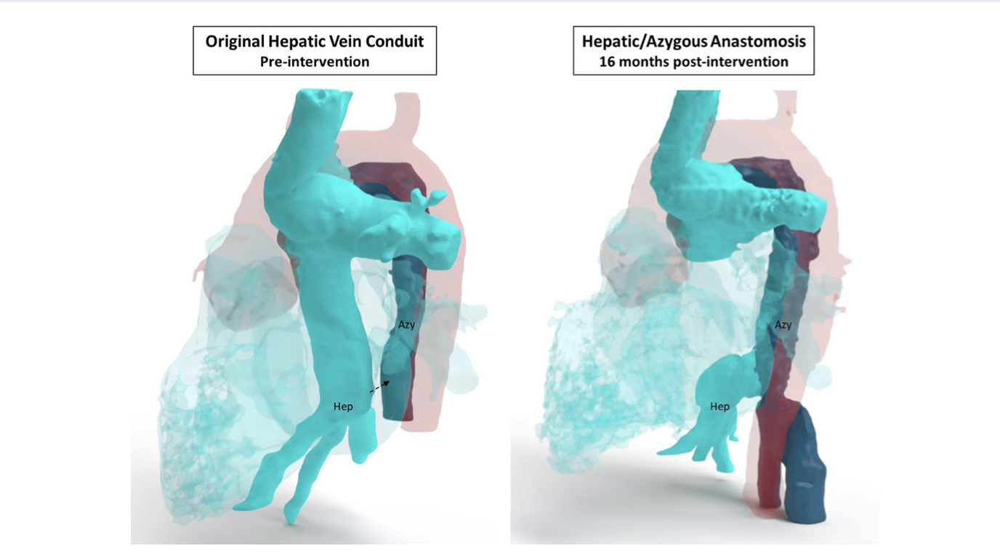 Original Hepatic Vein Conduit
Pre-intervention
Hepatic/Azygous Anastomosis
16 months post-intervention
Azy
Hep
Azy
Hep